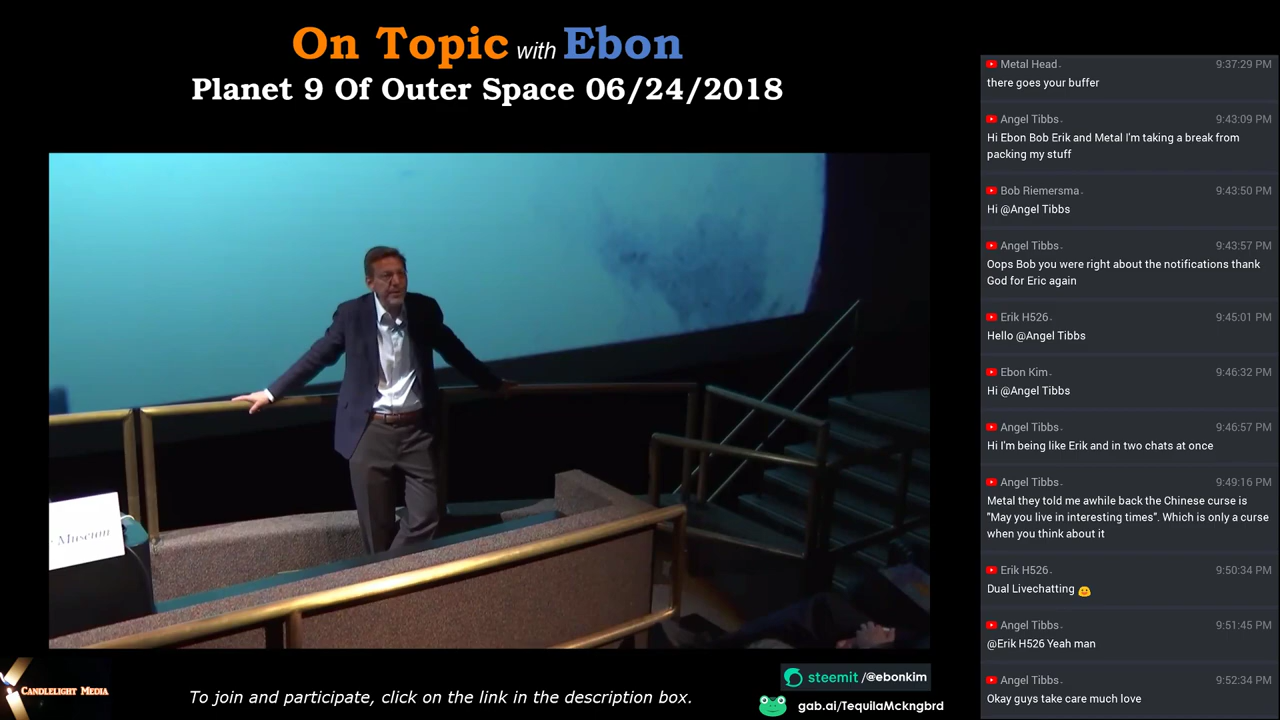 On Topic with Ebon
Planet 9 Of Outer Space 06/24/2018
Museum
CANDLELIGHT MEDIA
To join and participate, click on the link in the description box.
steemit /@ebonkim
gab.ai/TequilaMckngbrd
Metal Head. 9:37:29 PM
there goes your buffer
Angel Tibbs. 9:43:09 PM
Hi Ebon Bob Erik and Metal I'm taking a break from
packing my stuff
Bob Riemersma. 9:43:50 PM
Hi @Angel Tibbs
Angel Tibbs. 9:43:57 PM
Oops Bob you were right about the notifications thank
God for Eric again
Erik H526. 9:45:01 PM
Hello @Angel Tibbs
Ebon Kim. 9:46:32 PM
Hi @Angel Tibbs
Angel Tibbs. 9:46:57 PM
Hi I'm being like Erik and in two chats at once
Angel Tibbs. 9:49:16 PM
Metal they told me awhile back the Chinese curse is
"May you live in interesting times". Which is only a curse
when you think about it
Erik H526. 9:50:34 PM
Dual Livechatting
Angel Tibbs. 9:51:45 PM
@Erik H526 Yeah man
Angel Tibbs. 9:52:34 PM
Okay guys take care much love